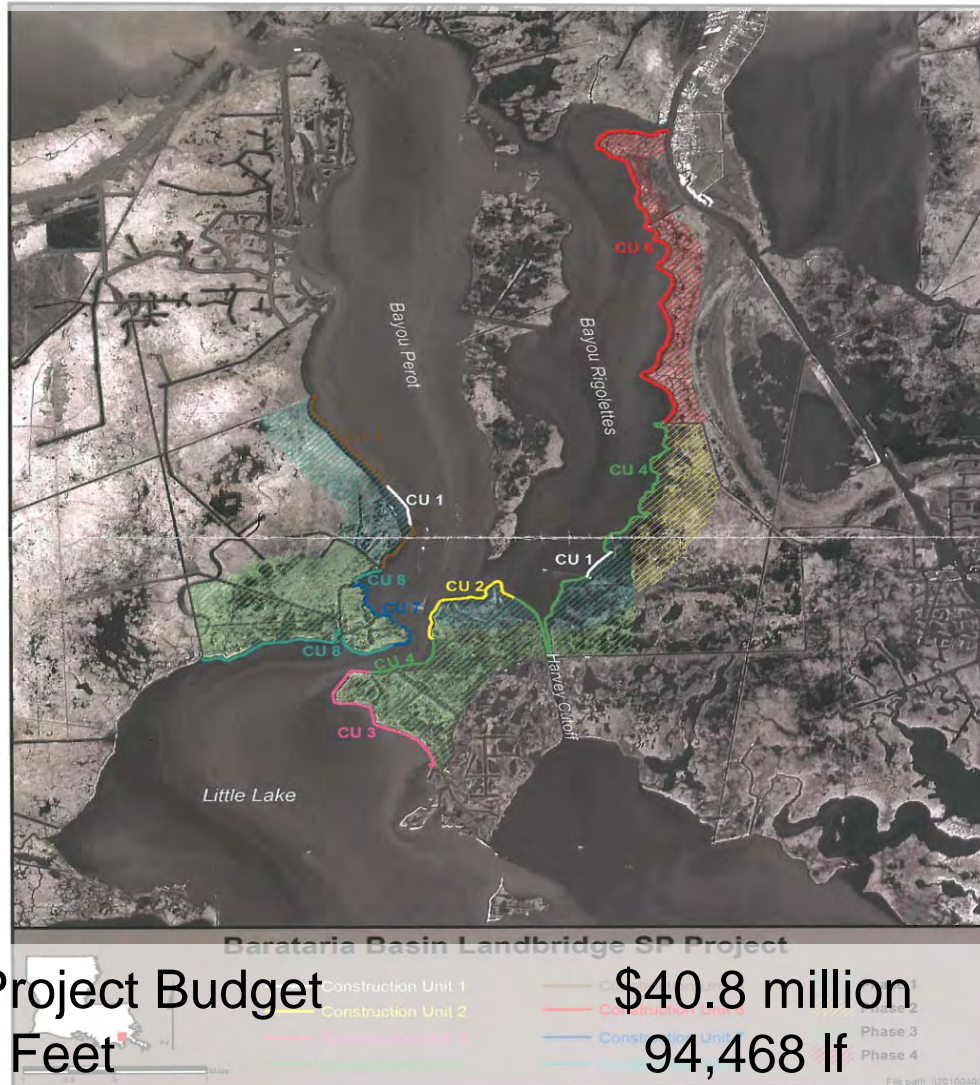 CU 6
Bayou Perot
Bayou Rigolettes
CU 4
CU 1
CU 1
CU 8
CU 2
CU 7
CU 8
CU 4
Harvey Cutoff
CU 3
Little Lake
Barataria Basin Landbridge SP Project
Project Budget $40.8 million
Feet 94,468 lf
Construction Unit 1
Construction Unit 2
Phase 2
Phase 3
Phase 4